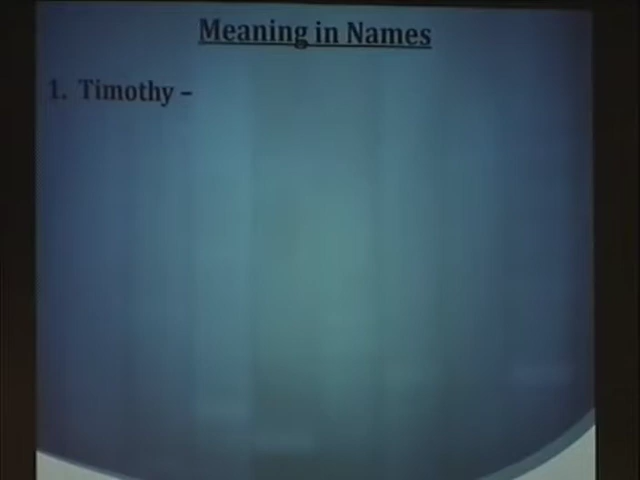 Meaning in Names
1. Timothy –